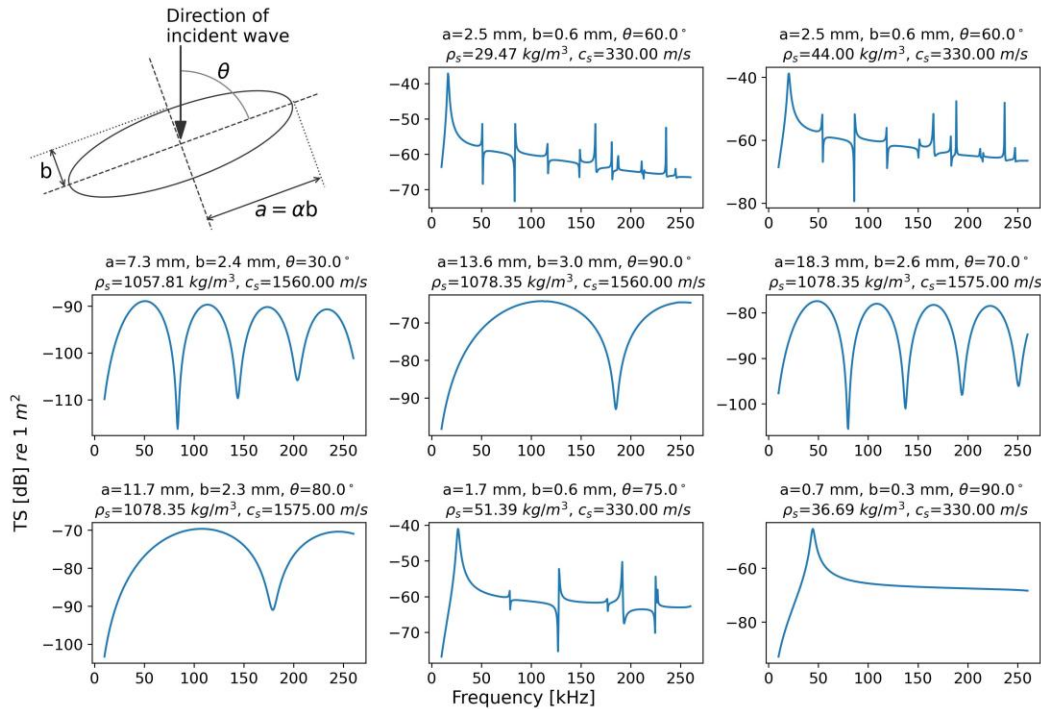 Direction of
incident wave
θ
b
a = αb
a=2.5 mm, b=0.6 mm, θ=60.0°
ρₛ=29.47 kg/m³, cₛ=330.00 m/s
−40
−50
−60
−70
0 50 100 150 200 250
a=2.5 mm, b=0.6 mm, θ=60.0°
ρₛ=44.00 kg/m³, cₛ=330.00 m/s
−40
−60
−80
0 50 100 150 200 250
a=7.3 mm, b=2.4 mm, θ=30.0°
ρₛ=1057.81 kg/m³, cₛ=1560.00 m/s
−90
−100
−110
0 50 100 150 200 250
a=13.6 mm, b=3.0 mm, θ=90.0°
ρₛ=1078.35 kg/m³, cₛ=1560.00 m/s
−70
−80
−90
0 50 100 150 200 250
a=18.3 mm, b=2.6 mm, θ=70.0°
ρₛ=1078.35 kg/m³, cₛ=1575.00 m/s
−80
−90
−100
0 50 100 150 200 250
a=11.7 mm, b=2.3 mm, θ=80.0°
ρₛ=1078.35 kg/m³, cₛ=1575.00 m/s
−70
−80
−90
−100
0 50 100 150 200 250
a=1.7 mm, b=0.6 mm, θ=75.0°
ρₛ=51.39 kg/m³, cₛ=330.00 m/s
−40
−50
−60
−70
0 50 100 150 200 250
a=0.7 mm, b=0.3 mm, θ=90.0°
ρₛ=36.69 kg/m³, cₛ=330.00 m/s
−60
−80
0 50 100 150 200 250
TS [dB] re 1 m²
Frequency [kHz]